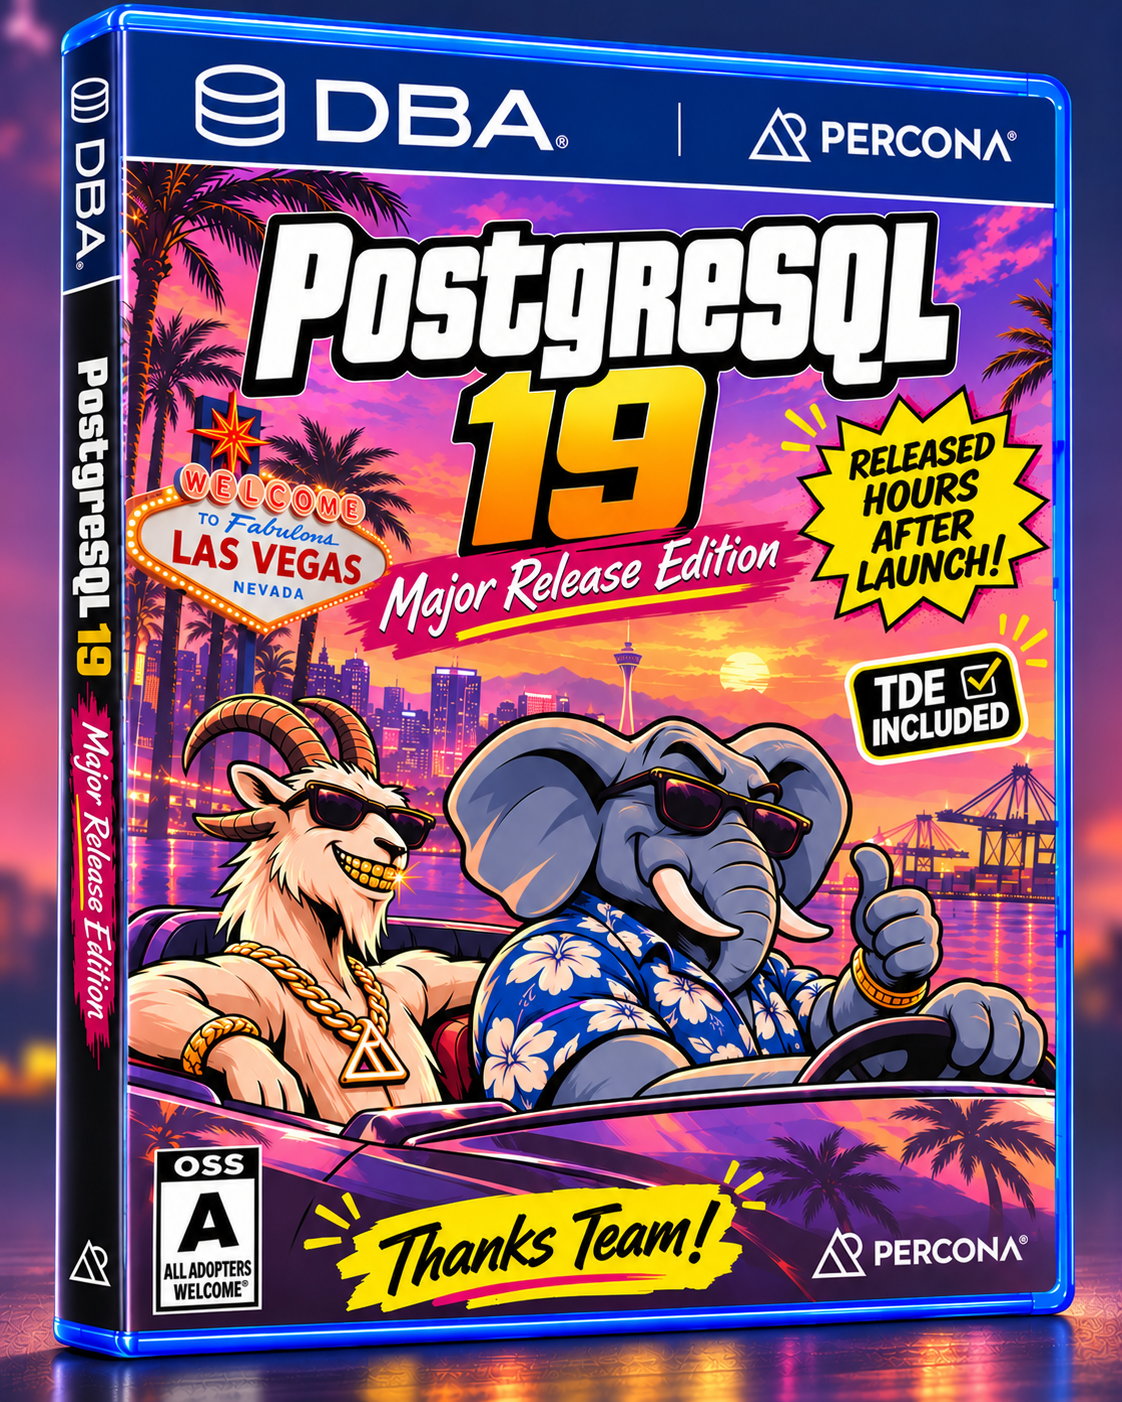 DBA®
PERCONA®
DBA®
PostgreSQL
19
Major Release Edition
WELCOME
TO Fabulous
LAS VEGAS
NEVADA
RELEASED
HOURS
AFTER
LAUNCH!
TDE
INCLUDED
PostgreSQL 19
Major Release Edition
OSS
A
ALL ADOPTERS
WELCOME®
Thanks Team!
PERCONA®